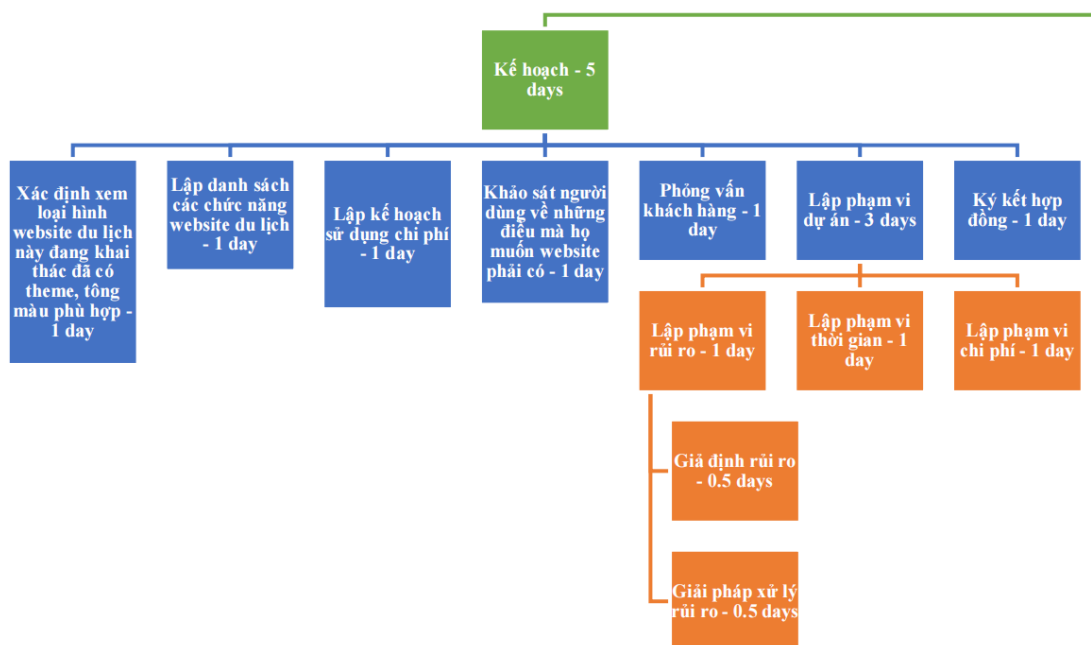 Kế hoạch - 5
days
Xác định xem
loại hình
website du lịch
này đang khai
thác đã có
theme, tông
màu phù hợp -
1 day
Lập danh sách
các chức năng
website du lịch
- 1 day
Lập kế hoạch
sử dụng chi phí
- 1 day
Khảo sát người
dùng về những
điều mà họ
muốn website
phải có - 1 day
Phỏng vấn
khách hàng - 1
day
Lập phạm vi
dự án - 3 days
Ký kết hợp
đồng - 1 day
Lập phạm vi
rủi ro - 1 day
Lập phạm vi
thời gian - 1
day
Lập phạm vi
chi phí - 1 day
Giả định rủi ro
- 0.5 days
Giải pháp xử lý
rủi ro - 0.5 days